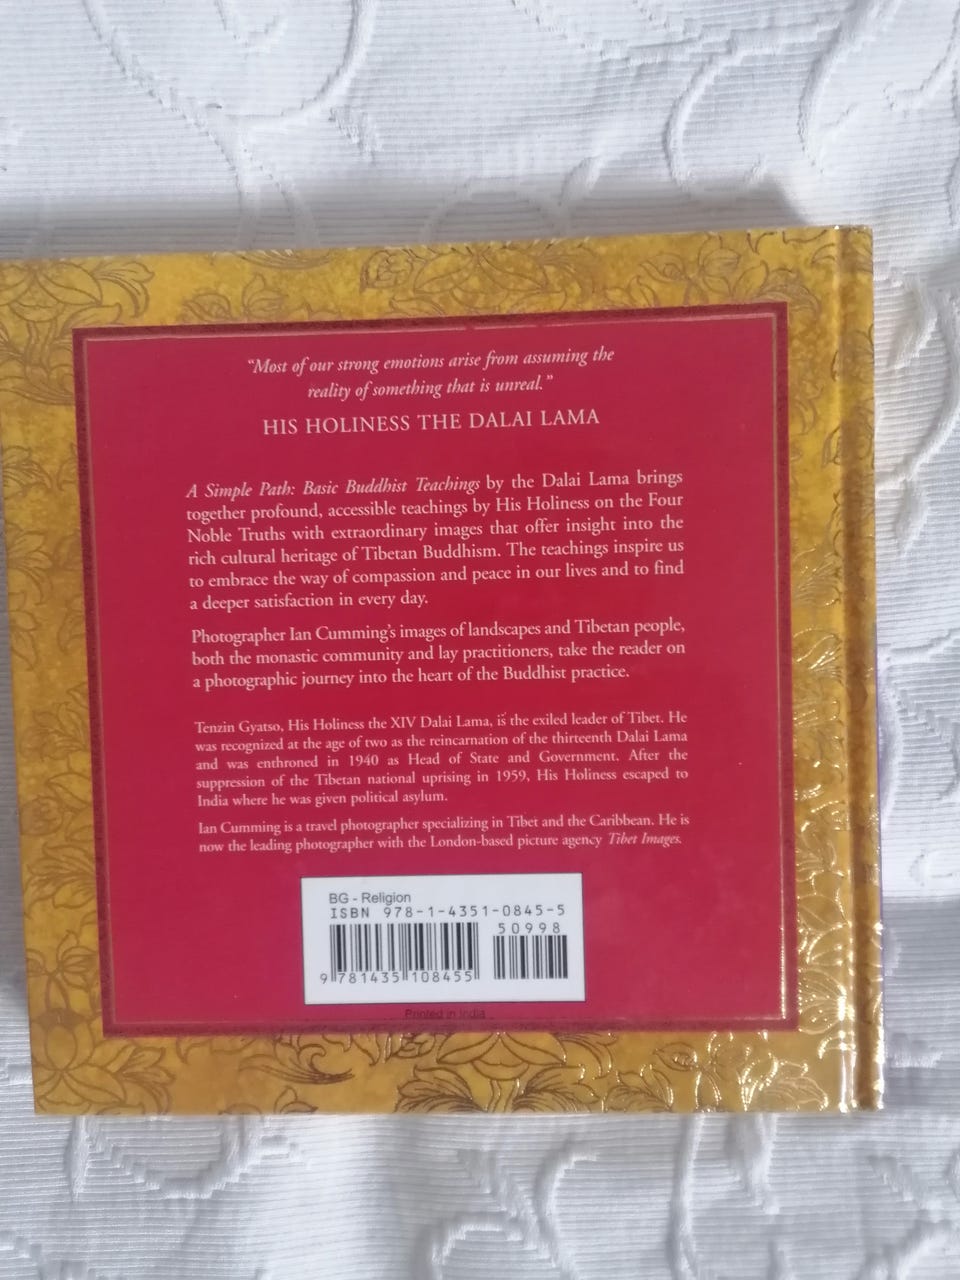 “Most of our strong emotions arise from assuming the
reality of something that is unreal.”
HIS HOLINESS THE DALAI LAMA
A Simple Path: Basic Buddhist Teachings by the Dalai Lama brings
together profound, accessible teachings by His Holiness on the Four
Noble Truths with extraordinary images that offer insight into the
rich cultural heritage of Tibetan Buddhism. The teachings inspire us
to embrace the way of compassion and peace in our lives and to find
a deeper satisfaction in every day.
Photographer Ian Cumming's images of landscapes and Tibetan people,
both the monastic community and lay practitioners, take the reader on
a photographic journey into the heart of the Buddhist practice.
Tenzin Gyatso, His Holiness the XIV Dalai Lama, is the exiled leader of Tibet. He
was recognized at the age of two as the reincarnation of the thirteenth Dalai Lama
and was enthroned in 1940 as Head of State and Government. After the
suppression of the Tibetan national uprising in 1959, His Holiness escaped to
India where he was given political asylum.
Ian Cumming is a travel photographer specializing in Tibet and the Caribbean. He is
now the leading photographer with the London-based picture agency Tibet Images.
BG - Religion
ISBN 978-1-4351-0845-5
50998
9 781435 108455
Printed in India